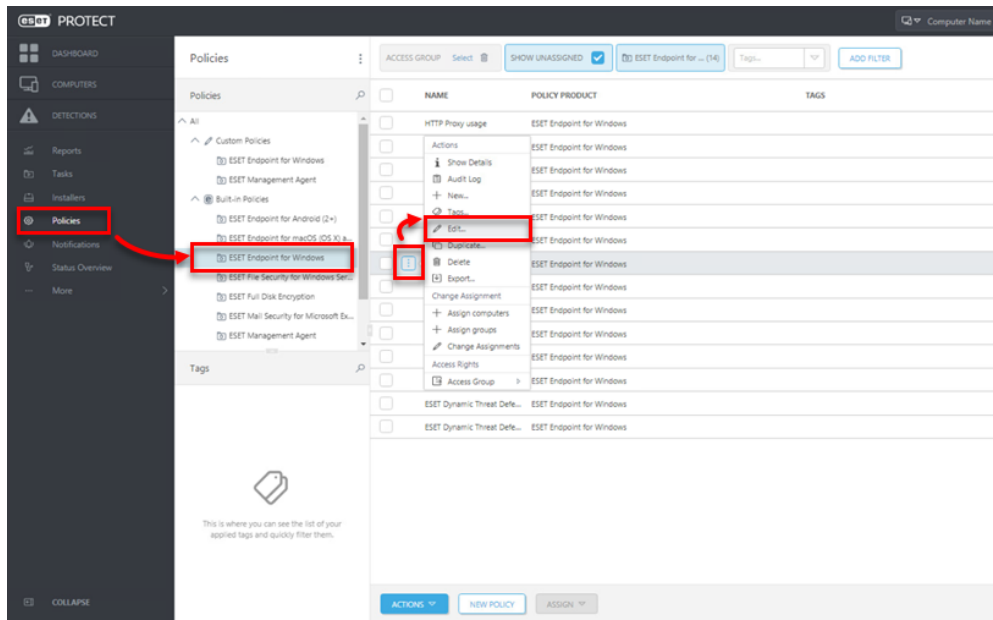 eset PROTECT
Computer Name
DASHBOARD
COMPUTERS
DETECTIONS
Reports
Tasks
Installers
Policies
Notifications
Status Overview
More
COLLAPSE
Policies
Policies
All
Custom Policies
ESET Endpoint for Windows
ESET Management Agent
Built-in Policies
ESET Endpoint for Android (2+)
ESET Endpoint for macOS (OS X) a...
ESET Endpoint for Windows
ESET File Security for Windows Ser...
ESET Full Disk Encryption
ESET Mail Security for Microsoft Ex...
ESET Management Agent
Tags
This is where you can see the list of your
applied tags and quickly filter them.
ACCESS GROUP Select SHOW UNASSIGNED ESET Endpoint for ... (14) Tags... ADD FILTER
NAME POLICY PRODUCT TAGS
HTTP Proxy usage ESET Endpoint for Windows
ESET Endpoint for Windows
ESET Endpoint for Windows
ESET Endpoint for Windows
ESET Endpoint for Windows
ESET Endpoint for Windows
ESET Endpoint for Windows
ESET Endpoint for Windows
ESET Endpoint for Windows
ESET Endpoint for Windows
ESET Endpoint for Windows
ESET Endpoint for Windows
ESET Dynamic Threat Defe... ESET Endpoint for Windows
ESET Dynamic Threat Defe... ESET Endpoint for Windows
Actions
Show Details
Audit Log
New...
Tags...
Edit...
Duplicate...
Delete
Export...
Change Assignment
Assign computers
Assign groups
Change Assignments
Access Rights
Access Group
ACTIONS NEW POLICY ASSIGN